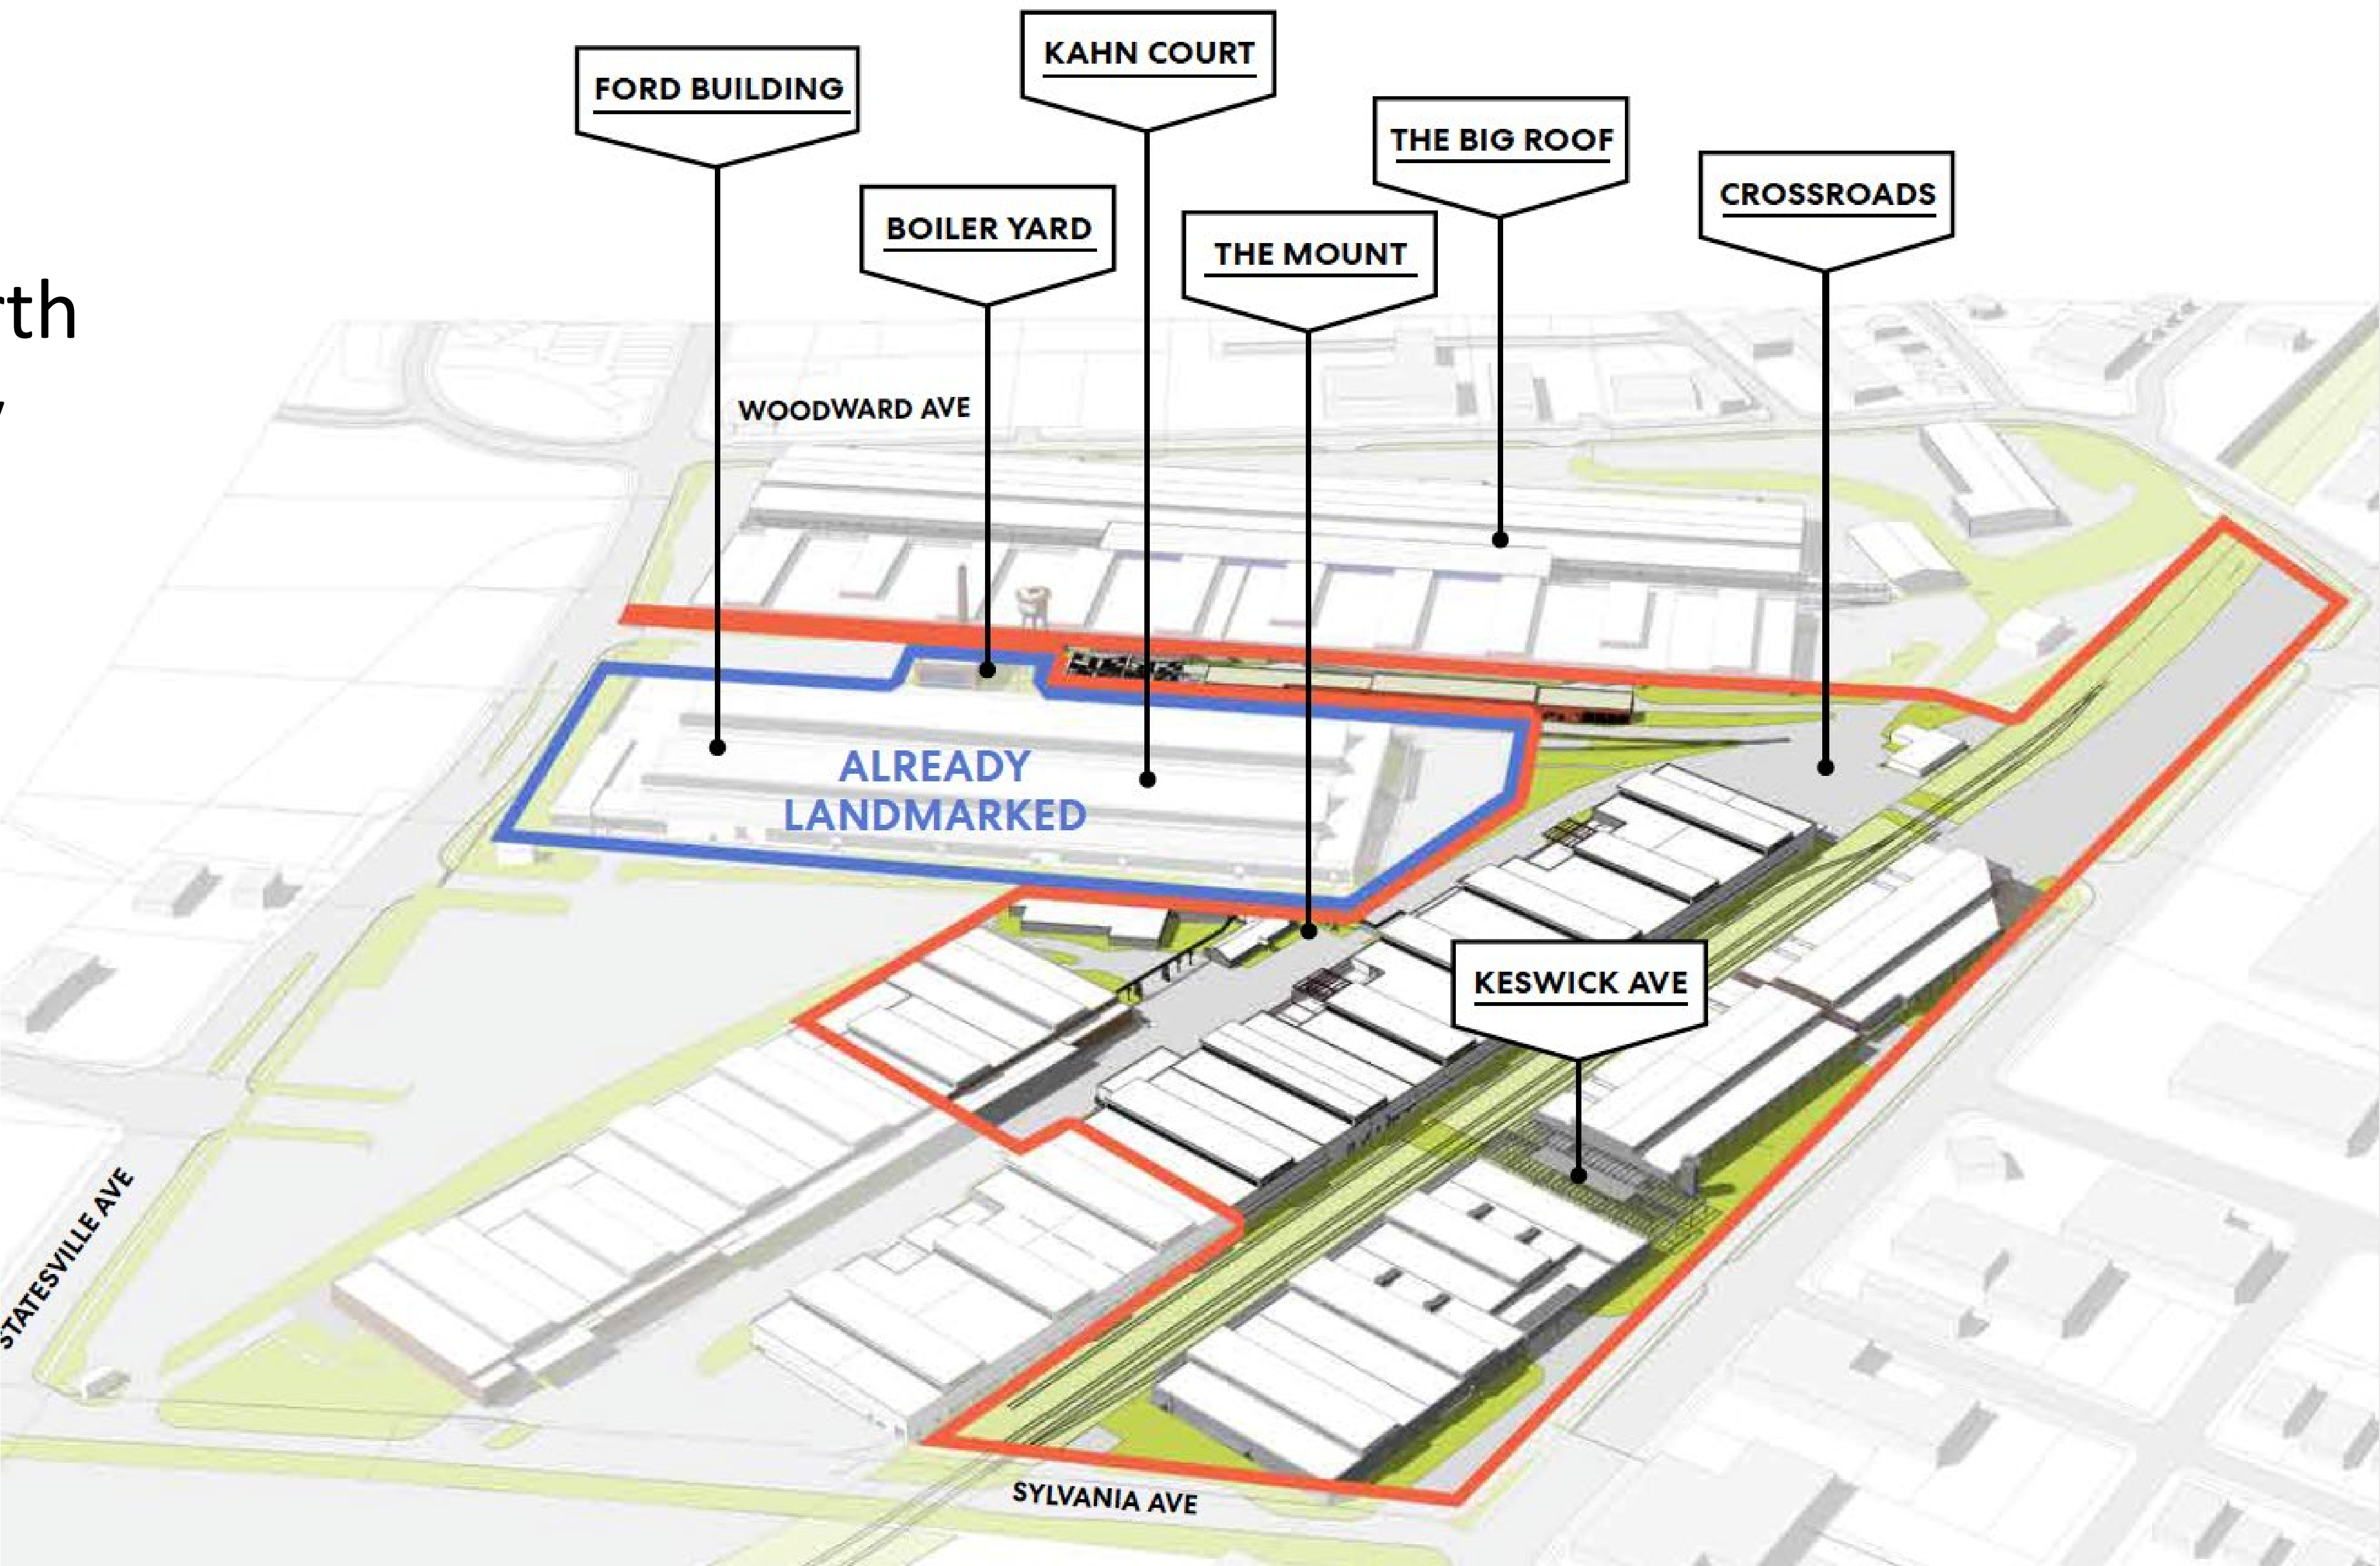 KAHN COURT
FORD BUILDING
THE BIG ROOF
CROSSROADS
BOILER YARD
THE MOUNT
rth
WOODWARD AVE
ALREADY
LANDMARKED
KESWICK AVE
STATESVILLE AVE
SYLVANIA AVE